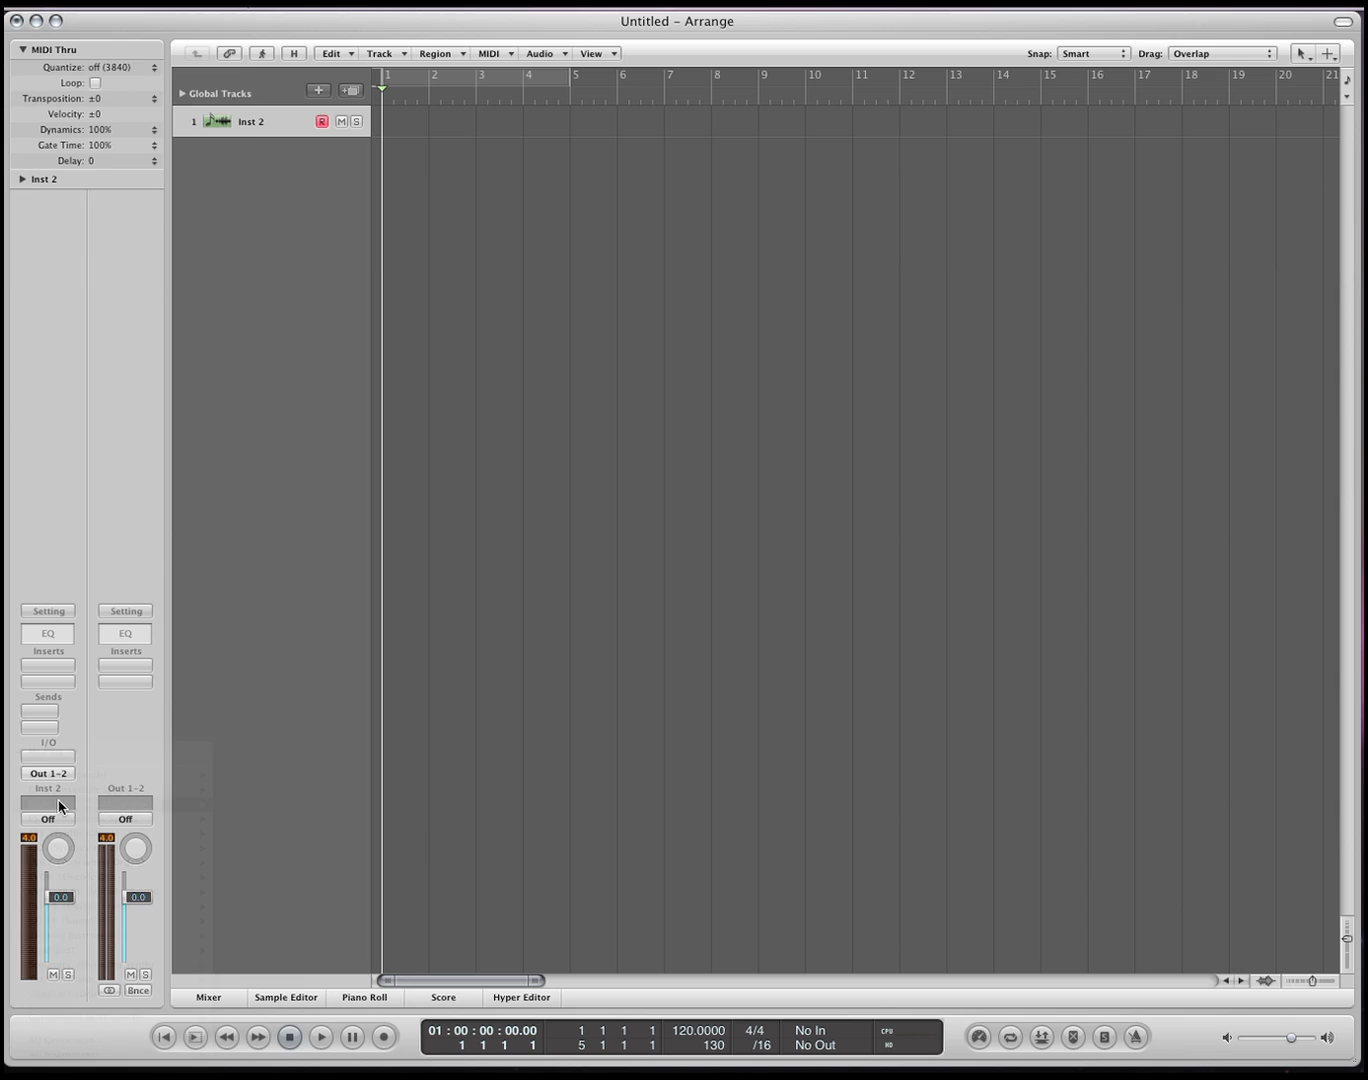 Untitled – Arrange
MIDI Thru
Quantize: off (3840)
Loop:
Transposition: ±0
Velocity: ±0
Dynamics: 100%
Gate Time: 100%
Delay: 0
Inst 2
H Edit Track Region MIDI Audio View Snap: Smart Drag: Overlap
1 2 3 4 5 6 7 8 9 10 11 12 13 14 15 16 17 18 19 20 21
Global Tracks
1 Inst 2 R M S
Setting Setting
EQ EQ
Inserts Inserts
Sends
I/O
Out 1–2
Inst 2 Out 1–2
Off Off
4.0 4.0
0.0 0.0
M S M S
Bnce
Mixer Sample Editor Piano Roll Score Hyper Editor
01 : 00 : 00 : 00.00 1 1 1 1 120.0000 4/4 No In CPU
1 1 1 1 5 1 1 1 130 /16 No Out HD
S